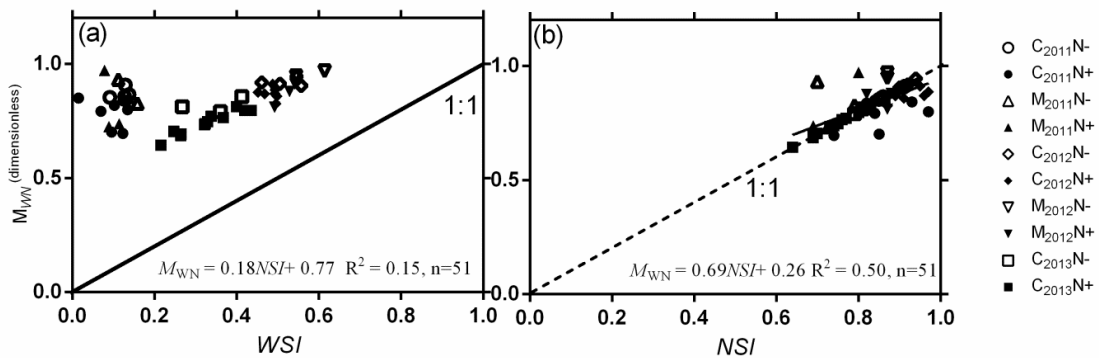 (a)
1.0
0.5
0.0
M_WN (dimensionless)
1:1
M_WN = 0.18NSI+ 0.77 R² = 0.15, n=51
0.0 0.2 0.4 0.6 0.8 1.0
WSI
(b)
1.0
0.5
0.0
1:1
M_WN = 0.69NSI+ 0.26 R² = 0.50, n=51
0.0 0.2 0.4 0.6 0.8 1.0
NSI
C2011N-
C2011N+
M2011N-
M2011N+
C2012N-
C2012N+
M2012N-
M2012N+
C2013N-
C2013N+